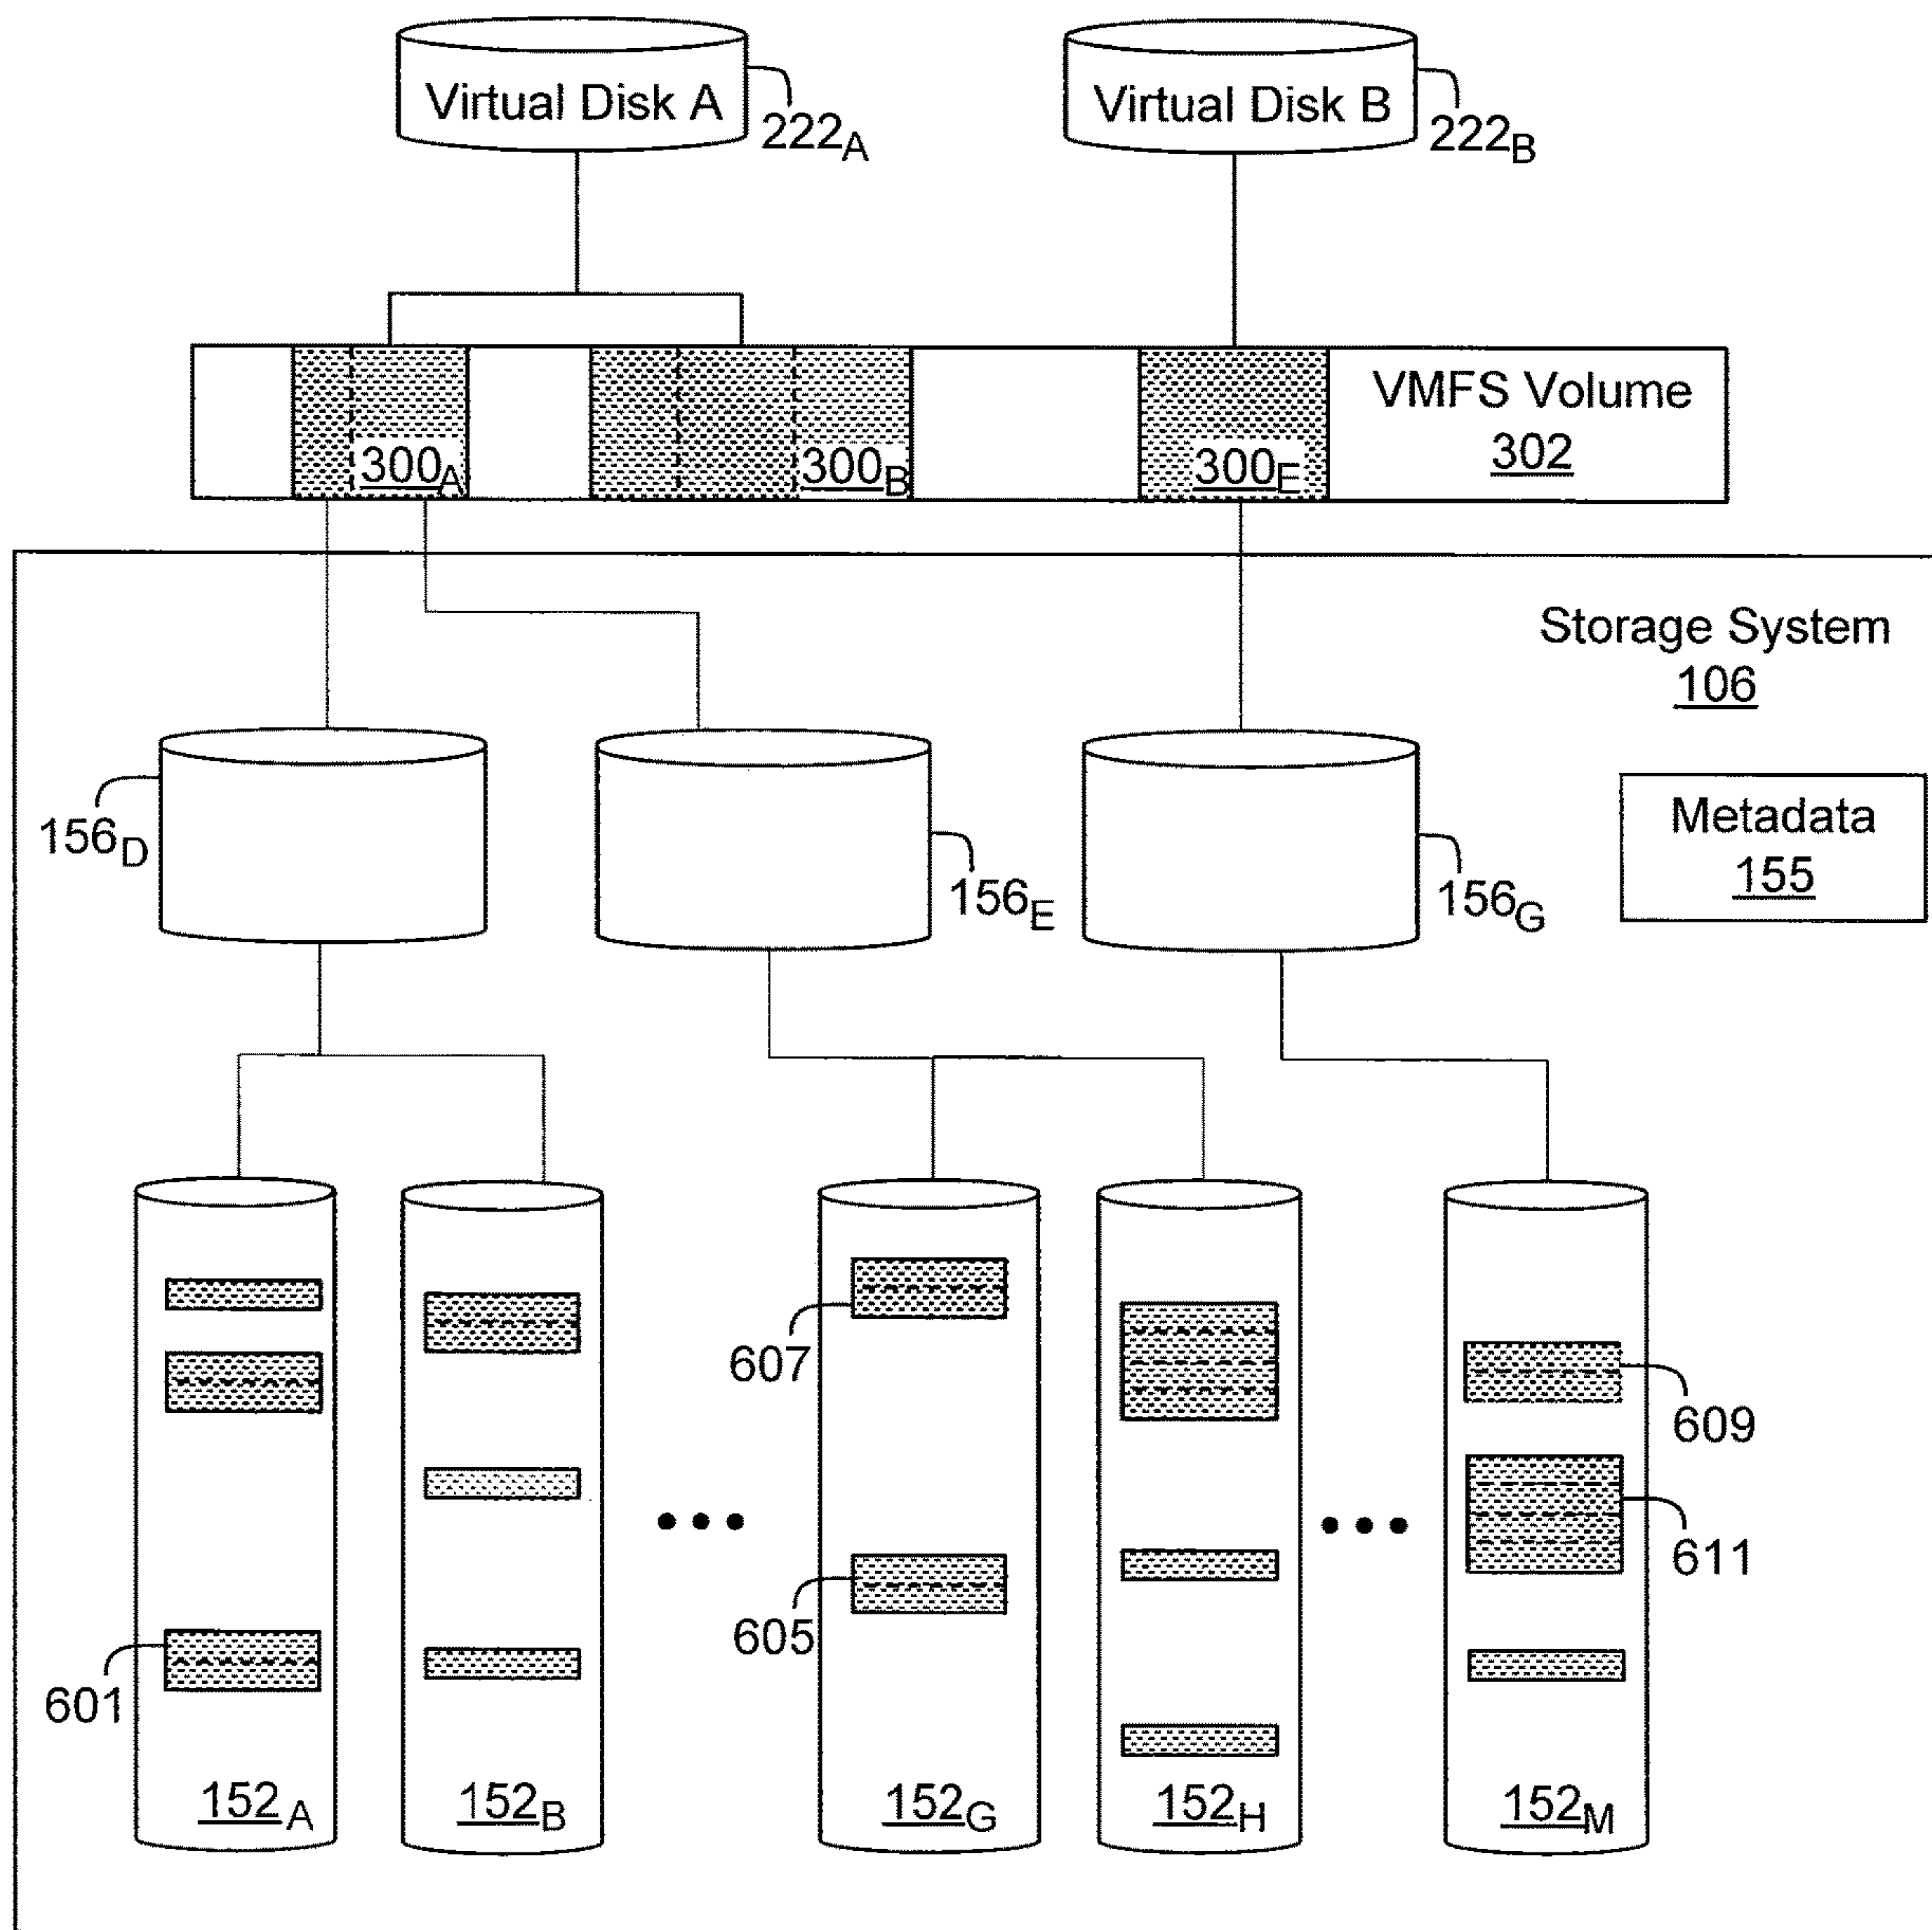 Virtual Disk A
222A
Virtual Disk B
222B
300A
300B
300E
VMFS Volume
302
Storage System
106
156D
156E
156G
Metadata
155
607
609
611
605
601
152A
152B
152G
152H
152M